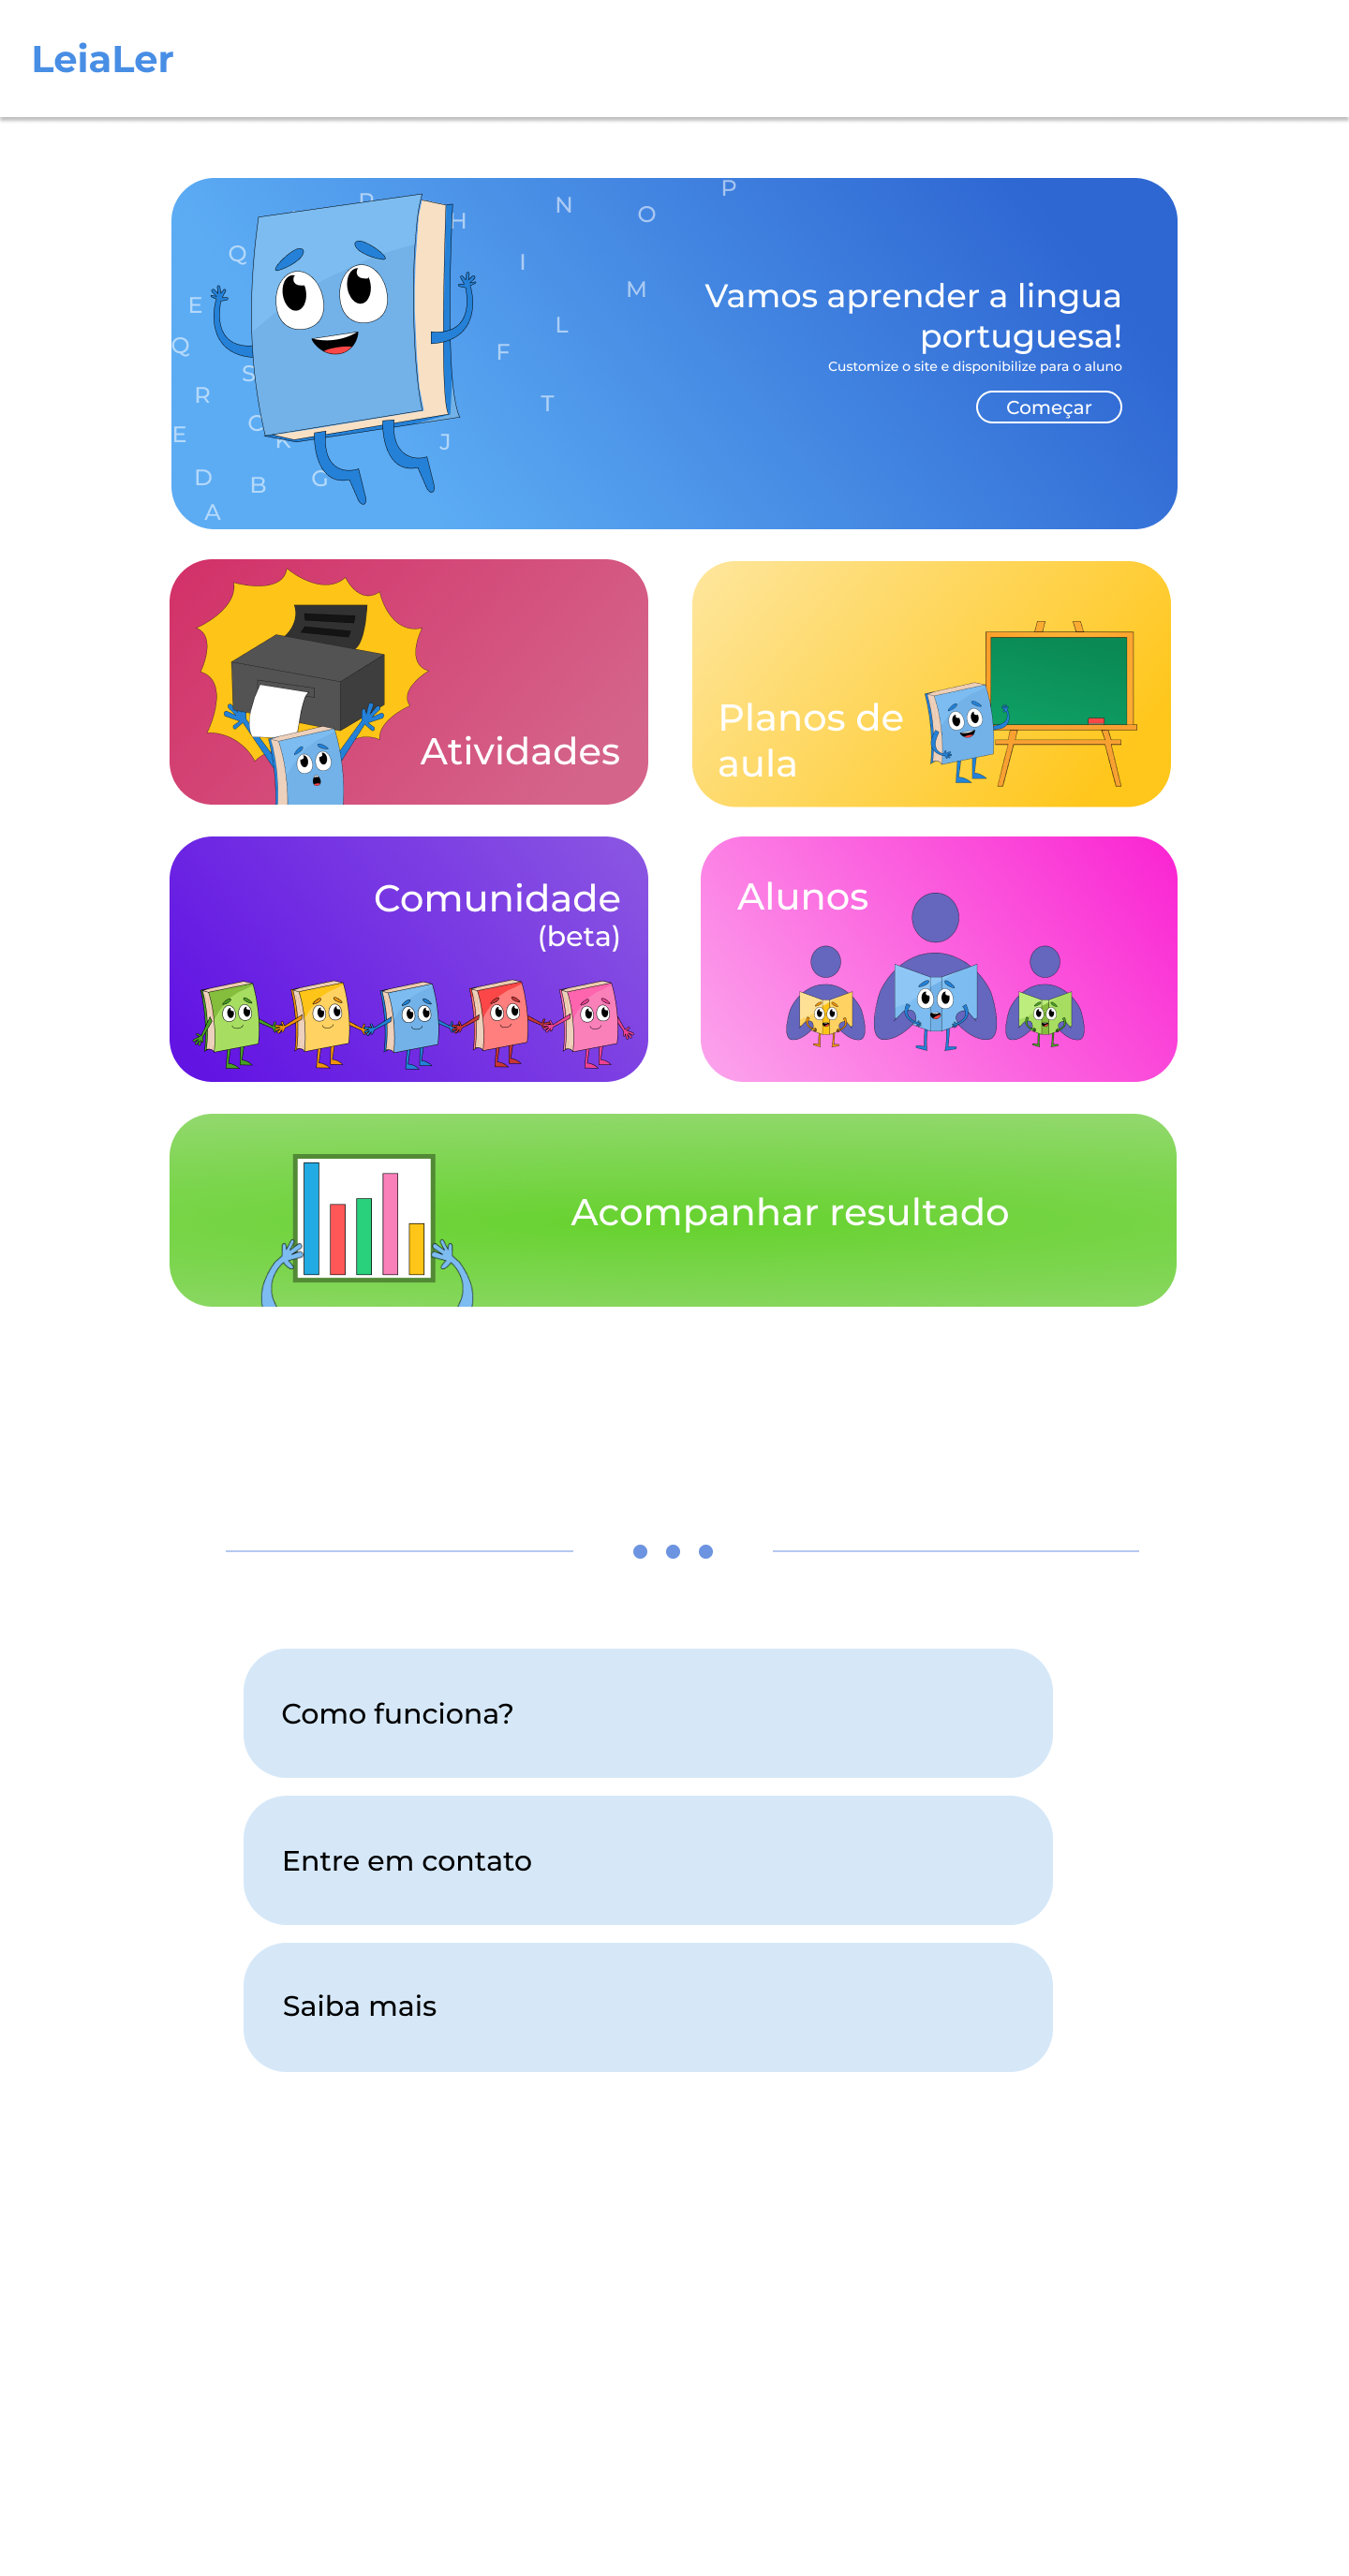 LeiaLer
P
N
O
H
Q
I
M
E
L
Q
F
S
R
T
C
E
K
J
D
B
G
A
Vamos aprender a lingua
portuguesa!
Customize o site e disponibilize para o aluno
Começar
Atividades
Planos de
aula
Comunidade
(beta)
Alunos
Acompanhar resultado
Como funciona?
Entre em contato
Saiba mais